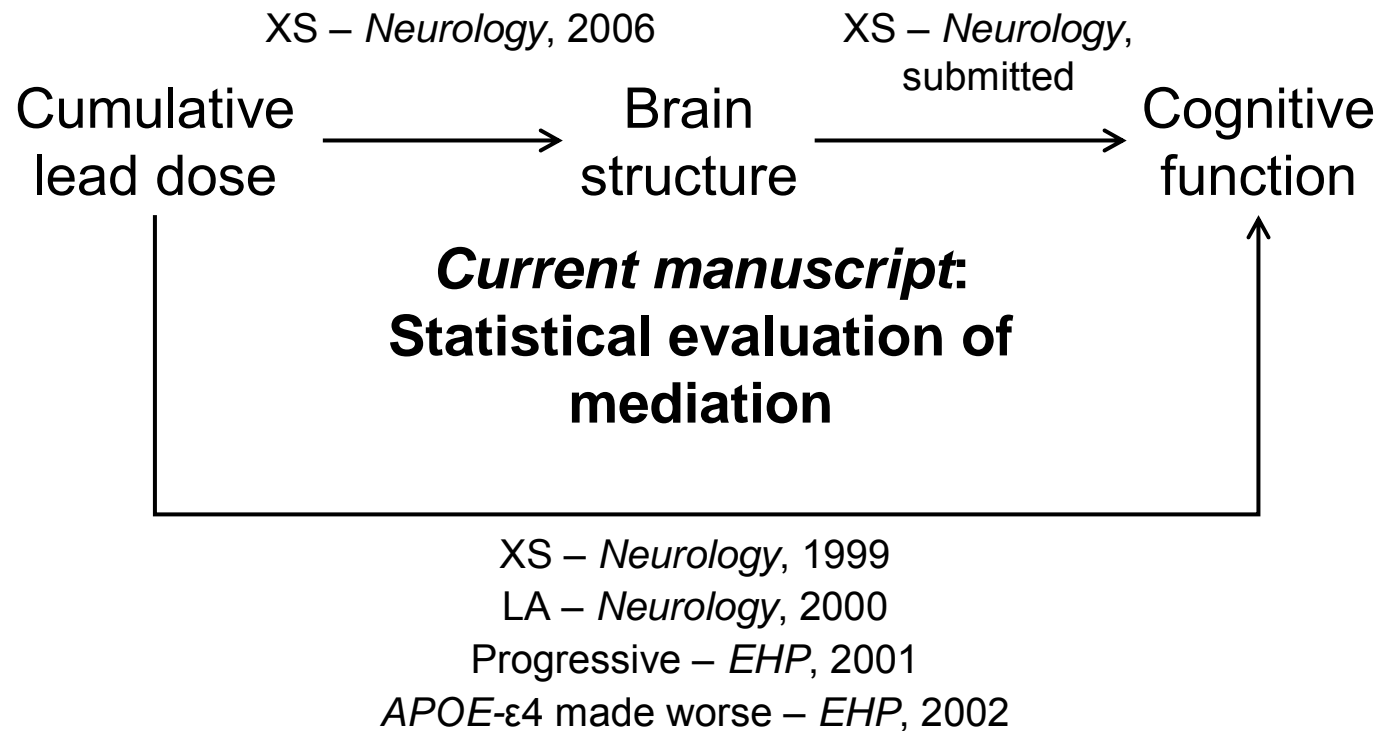 XS – Neurology, 2006
XS – Neurology,
submitted
Cumulative
lead dose
Brain
structure
Cognitive
function
Current manuscript:
Statistical evaluation of
mediation
XS – Neurology, 1999
LA – Neurology, 2000
Progressive – EHP, 2001
APOE-ε4 made worse – EHP, 2002